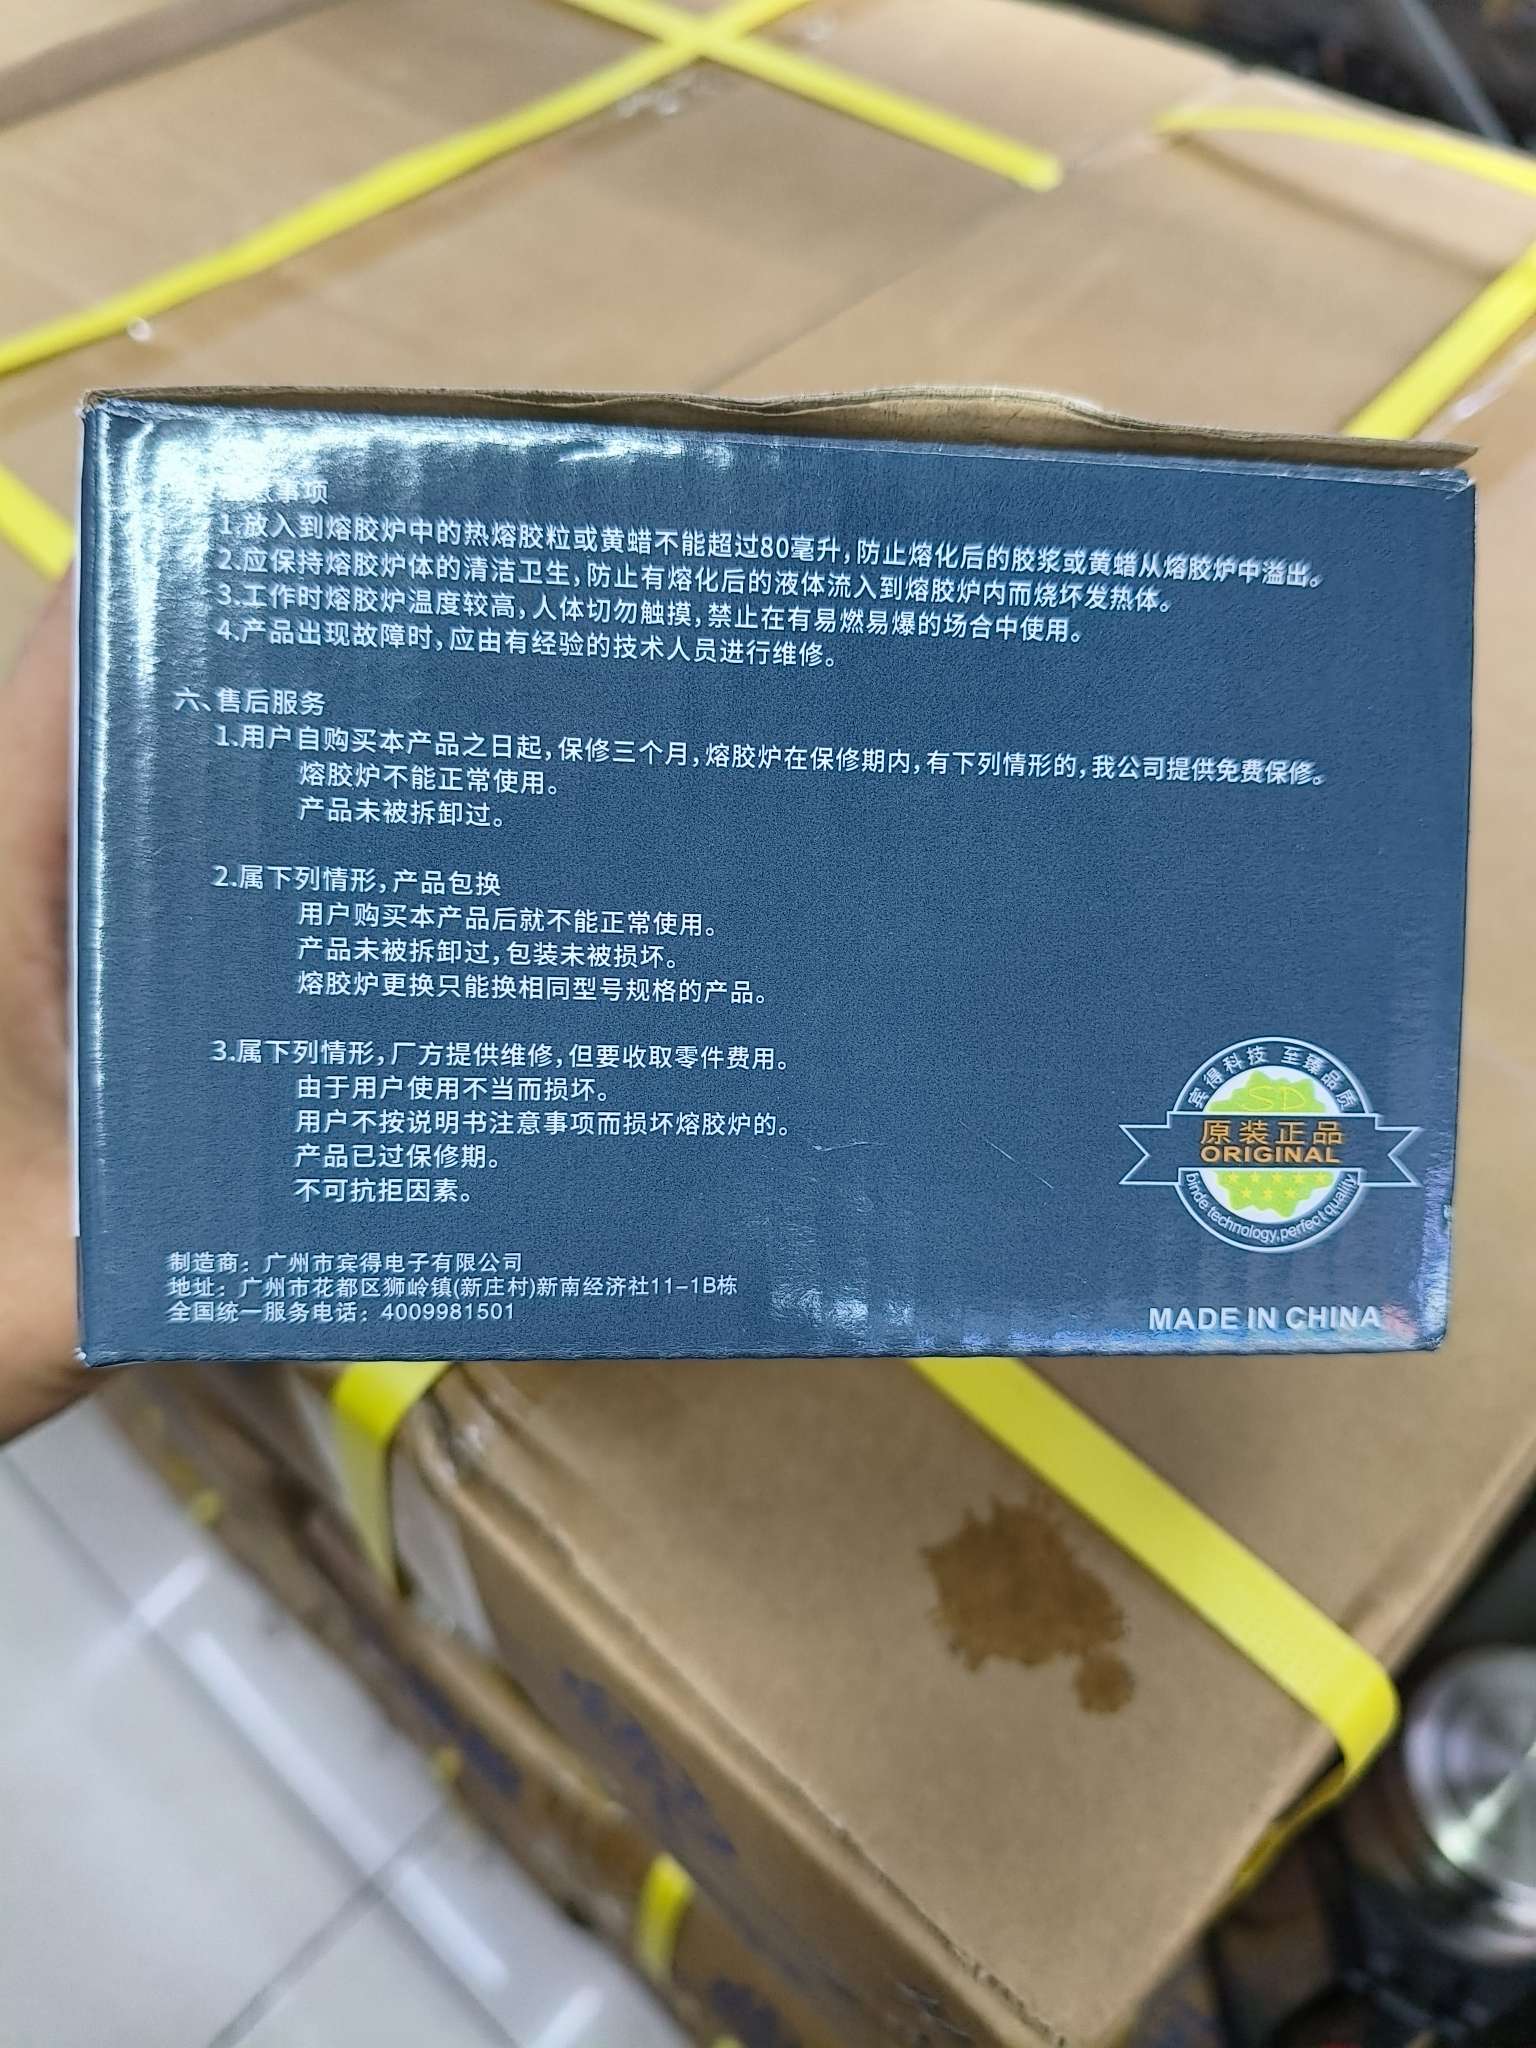 注意事项
1.放入到熔胶炉中的热熔胶粒或黄蜡不能超过80毫升,防止熔化后的胶浆或黄蜡从熔胶炉中溢出。
2.应保持熔胶炉体的清洁卫生,防止有熔化后的液体流入到熔胶炉内而烧坏发热体。
3.工作时熔胶炉温度较高,人体切勿触摸,禁止在有易燃易爆的场合中使用。
4.产品出现故障时,应由有经验的技术人员进行维修。
六、售后服务
1.用户自购买本产品之日起,保修三个月,熔胶炉在保修期内,有下列情形的,我公司提供免费保修。
熔胶炉不能正常使用。
产品未被拆卸过。
2.属下列情形,产品包换
用户购买本产品后就不能正常使用。
产品未被拆卸过,包装未被损坏。
熔胶炉更换只能换相同型号规格的产品。
3.属下列情形,厂方提供维修,但要收取零件费用。
由于用户使用不当而损坏。
用户不按说明书注意事项而损坏熔胶炉的。
产品已过保修期。
不可抗拒因素。
宾得科技 至臻品质
SD
原装正品
ORIGINAL
binde technology,perfect quality
制造商：广州市宾得电子有限公司
地址：广州市花都区狮岭镇(新庄村)新南经济社11-1B栋
全国统一服务电话：4009981501
MADE IN CHINA